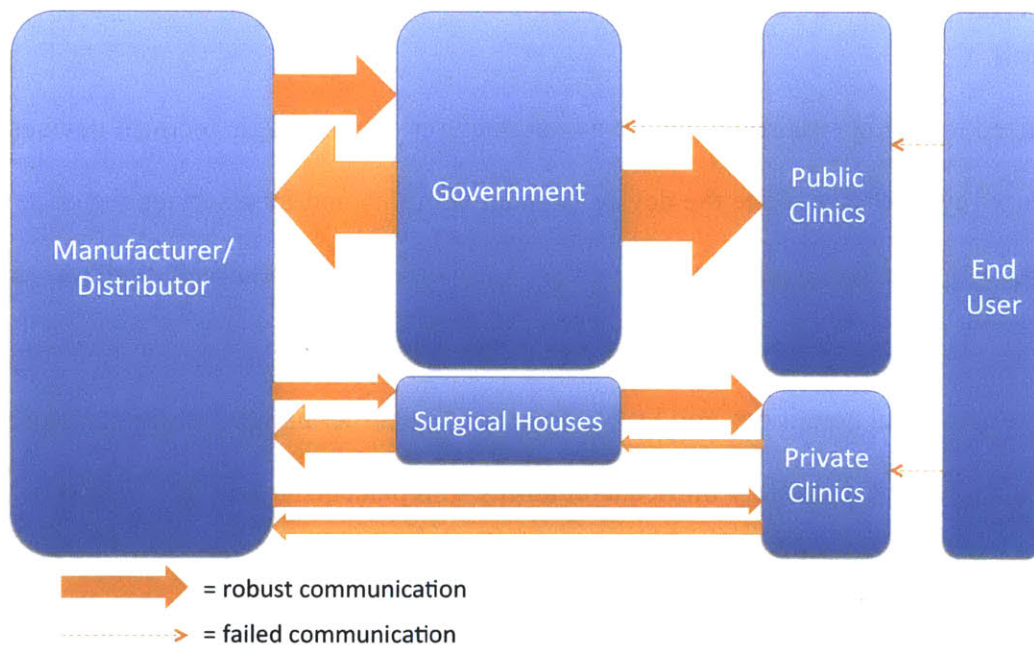 Manufacturer/
Distributor
Government
Public
Clinics
End
User
Surgical Houses
Private
Clinics
= robust communication
= failed communication